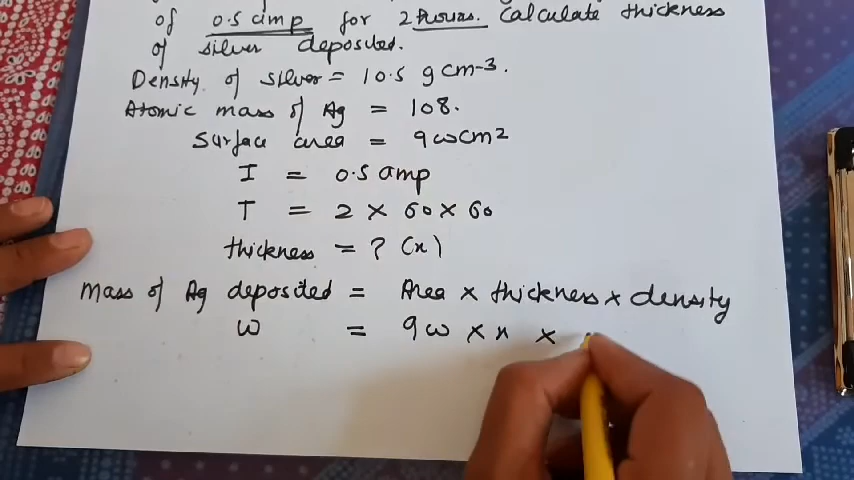 of 0.5 amp for 2 hours. Calculate thickness
of silver deposited.
Density of silver = 10.5 g cm-3.
Atomic mass of Ag = 108.
Surface area = 900cm2
I = 0.5 amp
T = 2 × 60 × 60
thickness = ? (x)
Mass of Ag deposited = Area × thickness × density
W = 900 × x ×